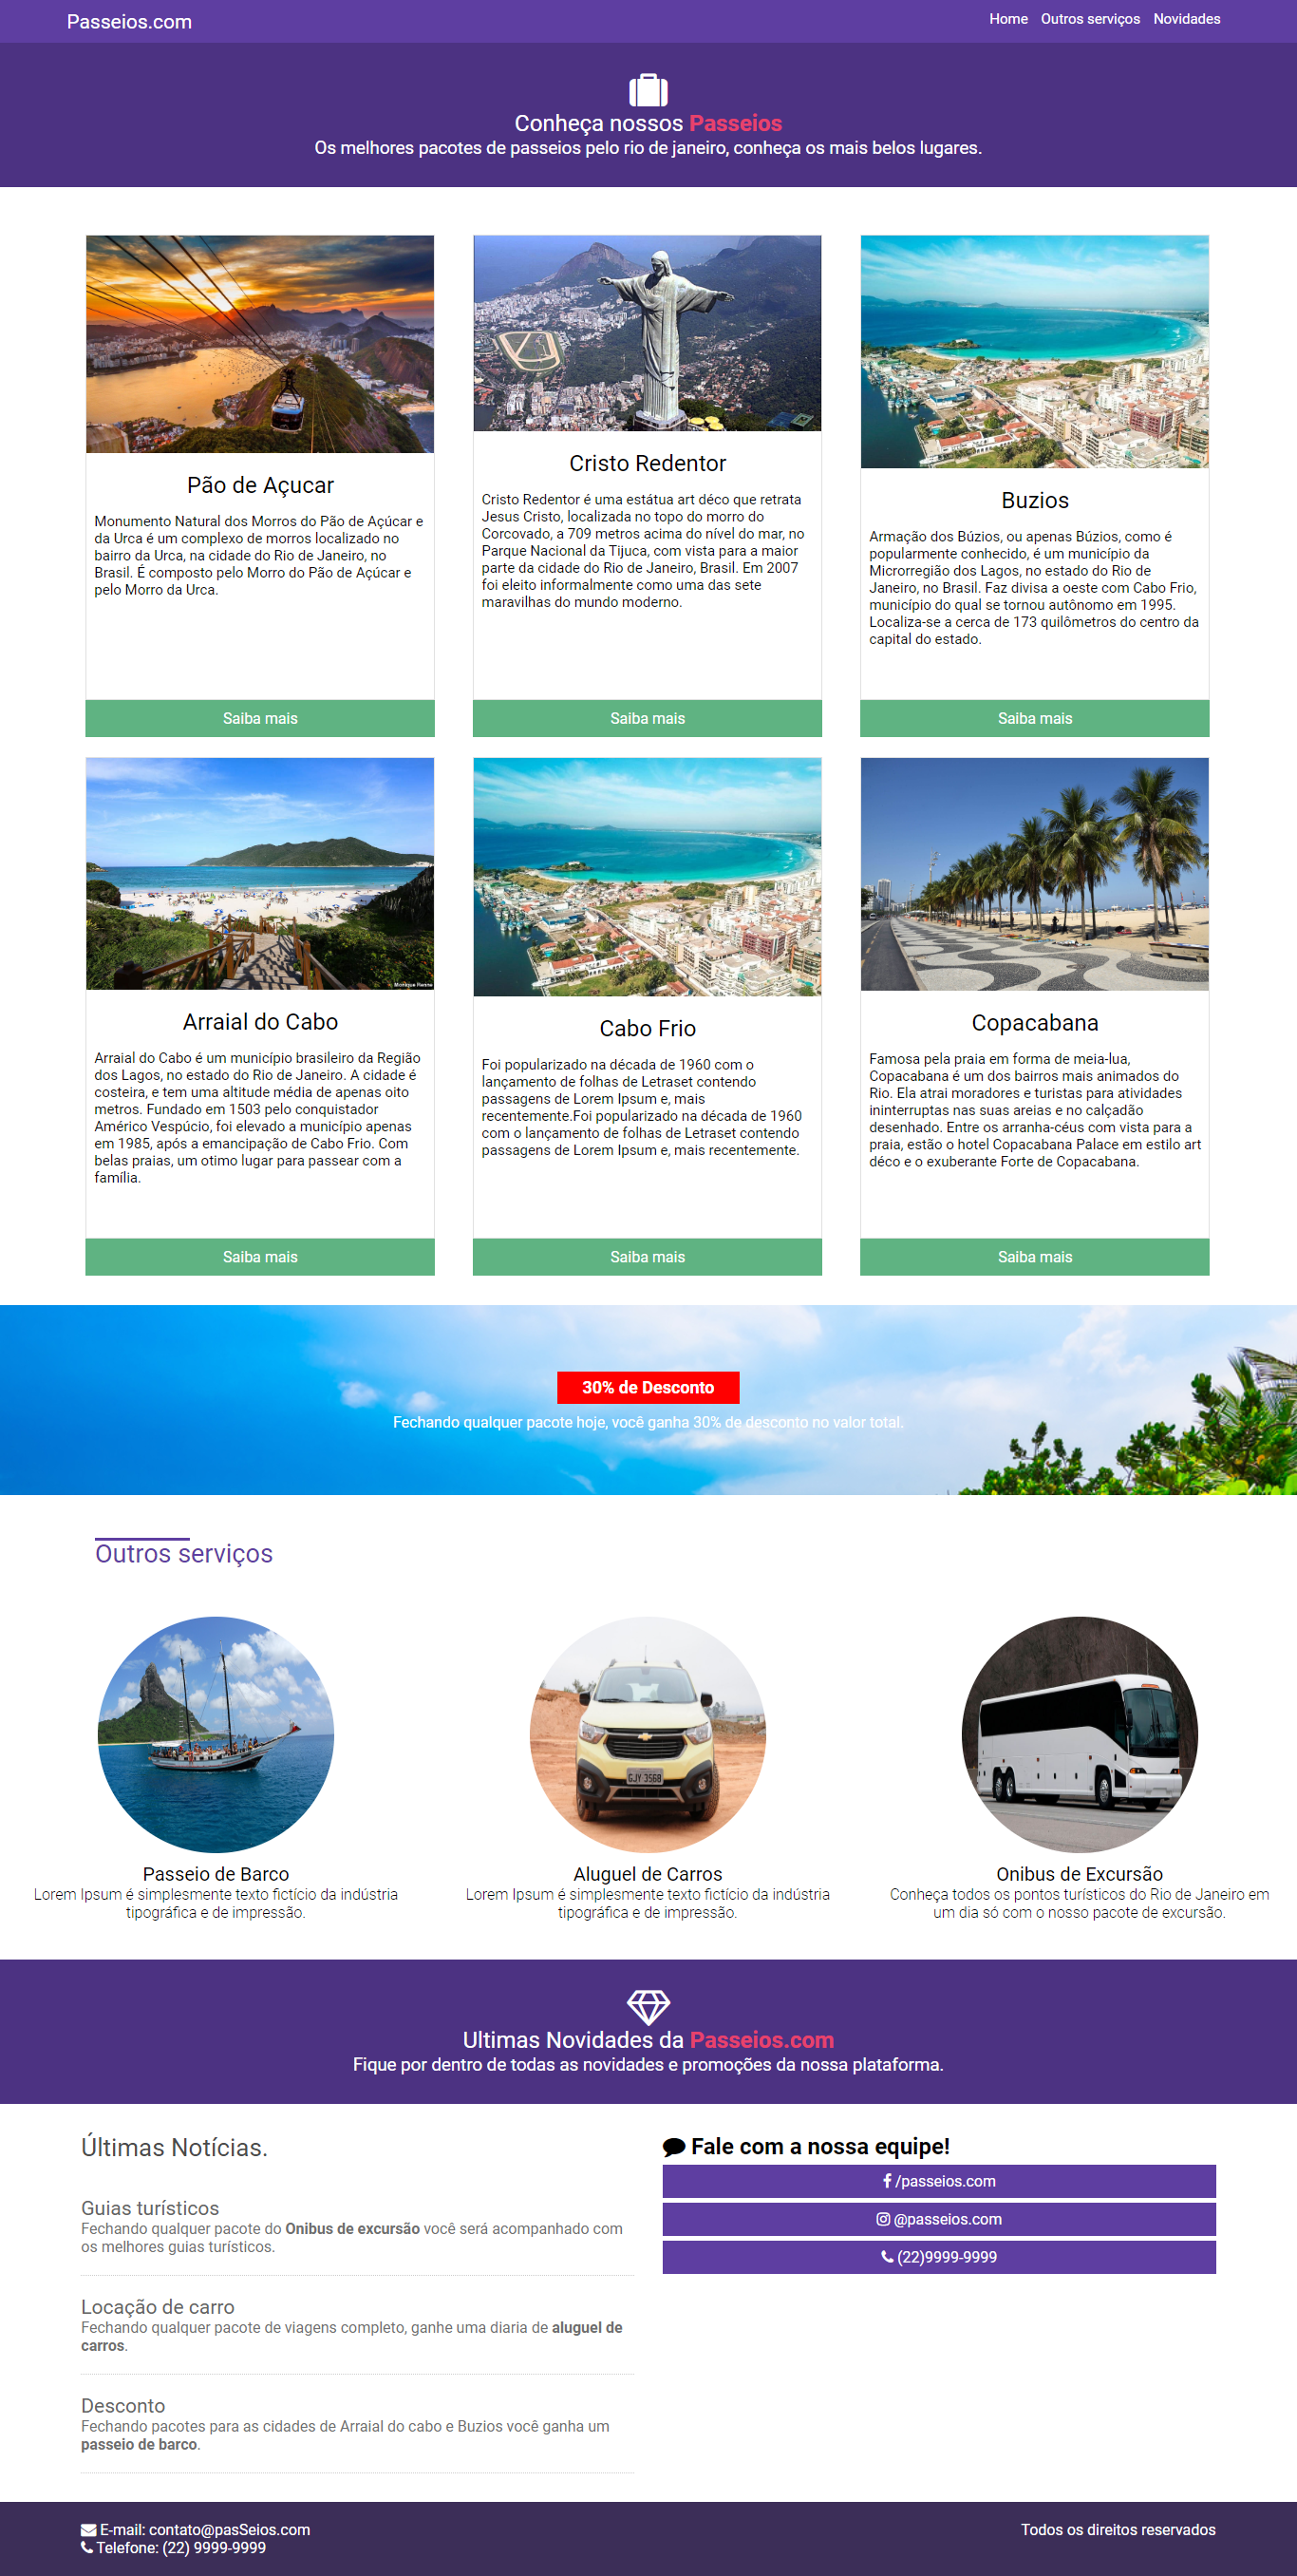 Passeios.com
Home Outros serviços Novidades
Conheça nossos Passeios
Os melhores pacotes de passeios pelo rio de janeiro, conheça os mais belos lugares.
Pão de Açucar
Monumento Natural dos Morros do Pão de Açúcar e
da Urca é um complexo de morros localizado no
bairro da Urca, na cidade do Rio de Janeiro, no
Brasil. É composto pelo Morro do Pão de Açúcar e
pelo Morro da Urca.
Saiba mais
Cristo Redentor
Cristo Redentor é uma estátua art déco que retrata
Jesus Cristo, localizada no topo do morro do
Corcovado, a 709 metros acima do nível do mar, no
Parque Nacional da Tijuca, com vista para a maior
parte da cidade do Rio de Janeiro, Brasil. Em 2007
foi eleito informalmente como uma das sete
maravilhas do mundo moderno.
Saiba mais
Buzios
Armação dos Búzios, ou apenas Búzios, como é
popularmente conhecido, é um município da
Microrregião dos Lagos, no estado do Rio de
Janeiro, no Brasil. Faz divisa a oeste com Cabo Frio,
município do qual se tornou autônomo em 1995.
Localiza-se a cerca de 173 quilômetros do centro da
capital do estado.
Saiba mais
Monique Renne
Arraial do Cabo
Arraial do Cabo é um município brasileiro da Região
dos Lagos, no estado do Rio de Janeiro. A cidade é
costeira, e tem uma altitude média de apenas oito
metros. Fundado em 1503 pelo conquistador
Américo Vespúcio, foi elevado a município apenas
em 1985, após a emancipação de Cabo Frio. Com
belas praias, um otimo lugar para passear com a
família.
Saiba mais
Cabo Frio
Foi popularizado na década de 1960 com o
lançamento de folhas de Letraset contendo
passagens de Lorem Ipsum e, mais
recentemente.Foi popularizado na década de 1960
com o lançamento de folhas de Letraset contendo
passagens de Lorem Ipsum e, mais recentemente.
Saiba mais
Copacabana
Famosa pela praia em forma de meia-lua,
Copacabana é um dos bairros mais animados do
Rio. Ela atrai moradores e turistas para atividades
ininterruptas nas suas areias e no calçadão
desenhado. Entre os arranha-céus com vista para a
praia, estão o hotel Copacabana Palace em estilo art
déco e o exuberante Forte de Copacabana.
Saiba mais
30% de Desconto
Fechando qualquer pacote hoje, você ganha 30% de desconto no valor total.
Outros serviços
Passeio de Barco
Lorem Ipsum é simplesmente texto fictício da indústria
tipográfica e de impressão.
GJY 3568
Aluguel de Carros
Lorem Ipsum é simplesmente texto fictício da indústria
tipográfica e de impressão.
Onibus de Excursão
Conheça todos os pontos turísticos do Rio de Janeiro em
um dia só com o nosso pacote de excursão.
Ultimas Novidades da Passeios.com
Fique por dentro de todas as novidades e promoções da nossa plataforma.
Últimas Notícias.
Guias turísticos
Fechando qualquer pacote do Onibus de excursão você será acompanhado com
os melhores guias turísticos.
Locação de carro
Fechando qualquer pacote de viagens completo, ganhe uma diaria de aluguel de
carros.
Desconto
Fechando pacotes para as cidades de Arraial do cabo e Buzios você ganha um
passeio de barco.
Fale com a nossa equipe!
/passeios.com
@passeios.com
(22)9999-9999
E-mail: contato@pasSeios.com
Telefone: (22) 9999-9999
Todos os direitos reservados